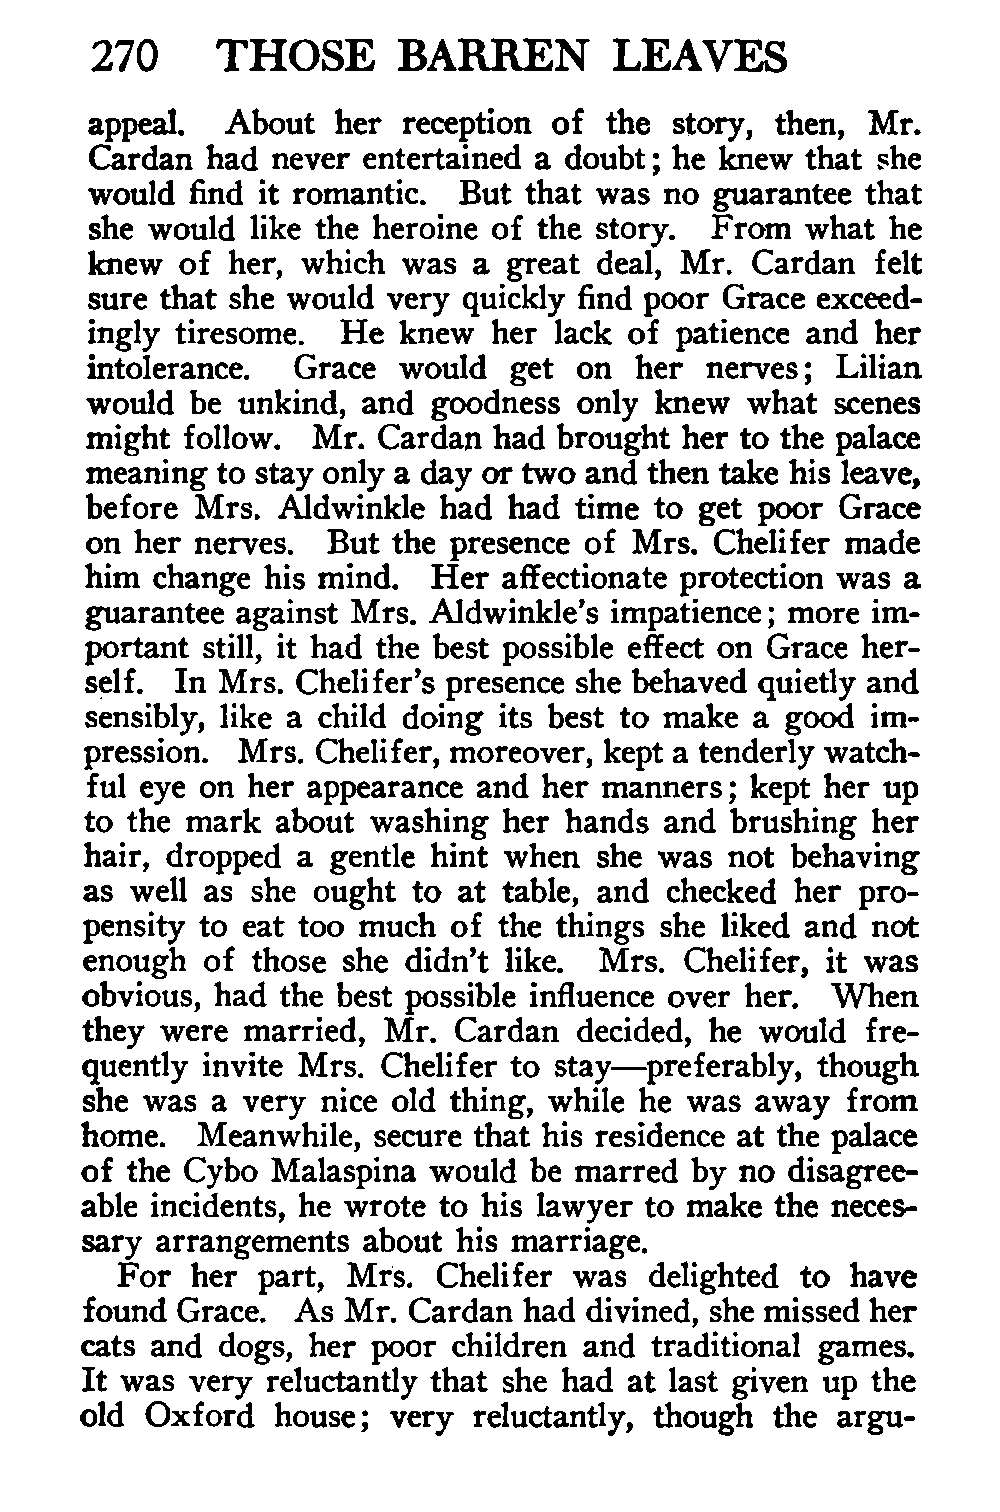 270 THOSE BARREN LEAVES
appeal. About her reception of the story, then, Mr.
Cardan had never entertained a doubt; he knew that she
would find it romantic. But that was no guarantee that
she would like the heroine of the story. From what he
knew of her, which was a great deal, Mr. Cardan felt
sure that she would very quickly find poor Grace exceed-
ingly tiresome. He knew her lack of patience and her
intolerance. Grace would get on her nerves; Lilian
would be unkind, and goodness only knew what scenes
might follow. Mr. Cardan had brought her to the palace
meaning to stay only a day or two and then take his leave,
before Mrs. Aldwinkle had had time to get poor Grace
on her nerves. But the presence of Mrs. Chelifer made
him change his mind. Her affectionate protection was a
guarantee against Mrs. Aldwinkle's impatience; more im-
portant still, it had the best possible effect on Grace her-
self. In Mrs. Chelifer's presence she behaved quietly and
sensibly, like a child doing its best to make a good im-
pression. Mrs. Chelifer, moreover, kept a tenderly watch-
ful eye on her appearance and her manners; kept her up
to the mark about washing her hands and brushing her
hair, dropped a gentle hint when she was not behaving
as well as she ought to at table, and checked her pro-
pensity to eat too much of the things she liked and not
enough of those she didn't like. Mrs. Chelifer, it was
obvious, had the best possible influence over her. When
they were married, Mr. Cardan decided, he would fre-
quently invite Mrs. Chelifer to stay—preferably, though
she was a very nice old thing, while he was away from
home. Meanwhile, secure that his residence at the palace
of the Cybo Malaspina would be marred by no disagree-
able incidents, he wrote to his lawyer to make the neces-
sary arrangements about his marriage.
For her part, Mrs. Chelifer was delighted to have
found Grace. As Mr. Cardan had divined, she missed her
cats and dogs, her poor children and traditional games.
It was very reluctantly that she had at last given up the
old Oxford house; very reluctantly, though the argu-